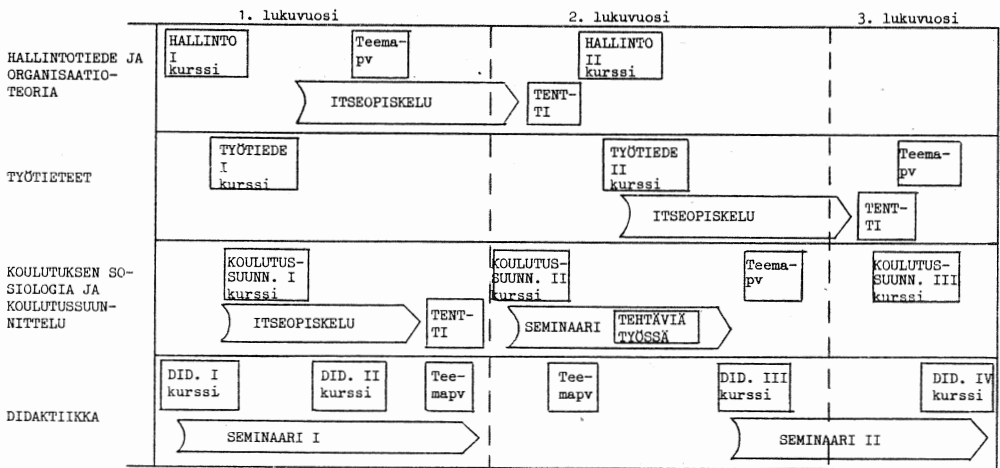 1. lukuvuosi
2. lukuvuosi
3. lukuvuosi
HALLINTOTIEDE JA
ORGANISAATIO-
TEORIA
HALLINTO
I
kurssi
Teema-
pv
HALLINTO
II
kurssi
ITSEOPISKELU
TENT-
TI
TYÖTIETEET
TYÖTIEDE
I
kurssi
TYÖTIEDE
II
kurssi
Teema-
pv
ITSEOPISKELU
TENT-
TI
KOULUTUKSEN SO-
SIOLOGIA JA
KOULUTUSSUUN-
NITTELU
KOULUTUS-
SUUNN. I
kurssi
KOULUTUS-
SUUNN. II
kurssi
Teema-
pv
KOULUTUS-
SUUNN. III
kurssi
ITSEOPISKELU
TENT-
TI
SEMINAARI
TEHTÄVIÄ
TYÖSSÄ
DIDAKTIIKKA
DID. I
kurssi
DID. II
kurssi
Tee-
mapv
Tee-
mapv
DID. III
kurssi
DID. IV
kurssi
SEMINAARI I
SEMINAARI II